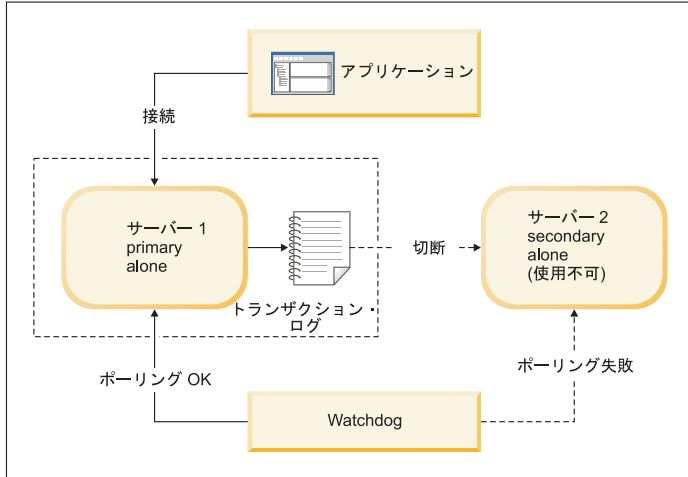 アプリケーション
接続
サーバー 1
primary
alone
切断
サーバー 2
secondary
alone
(使用不可)
トランザクション・
ログ
ポーリング OK
ポーリング失敗
Watchdog